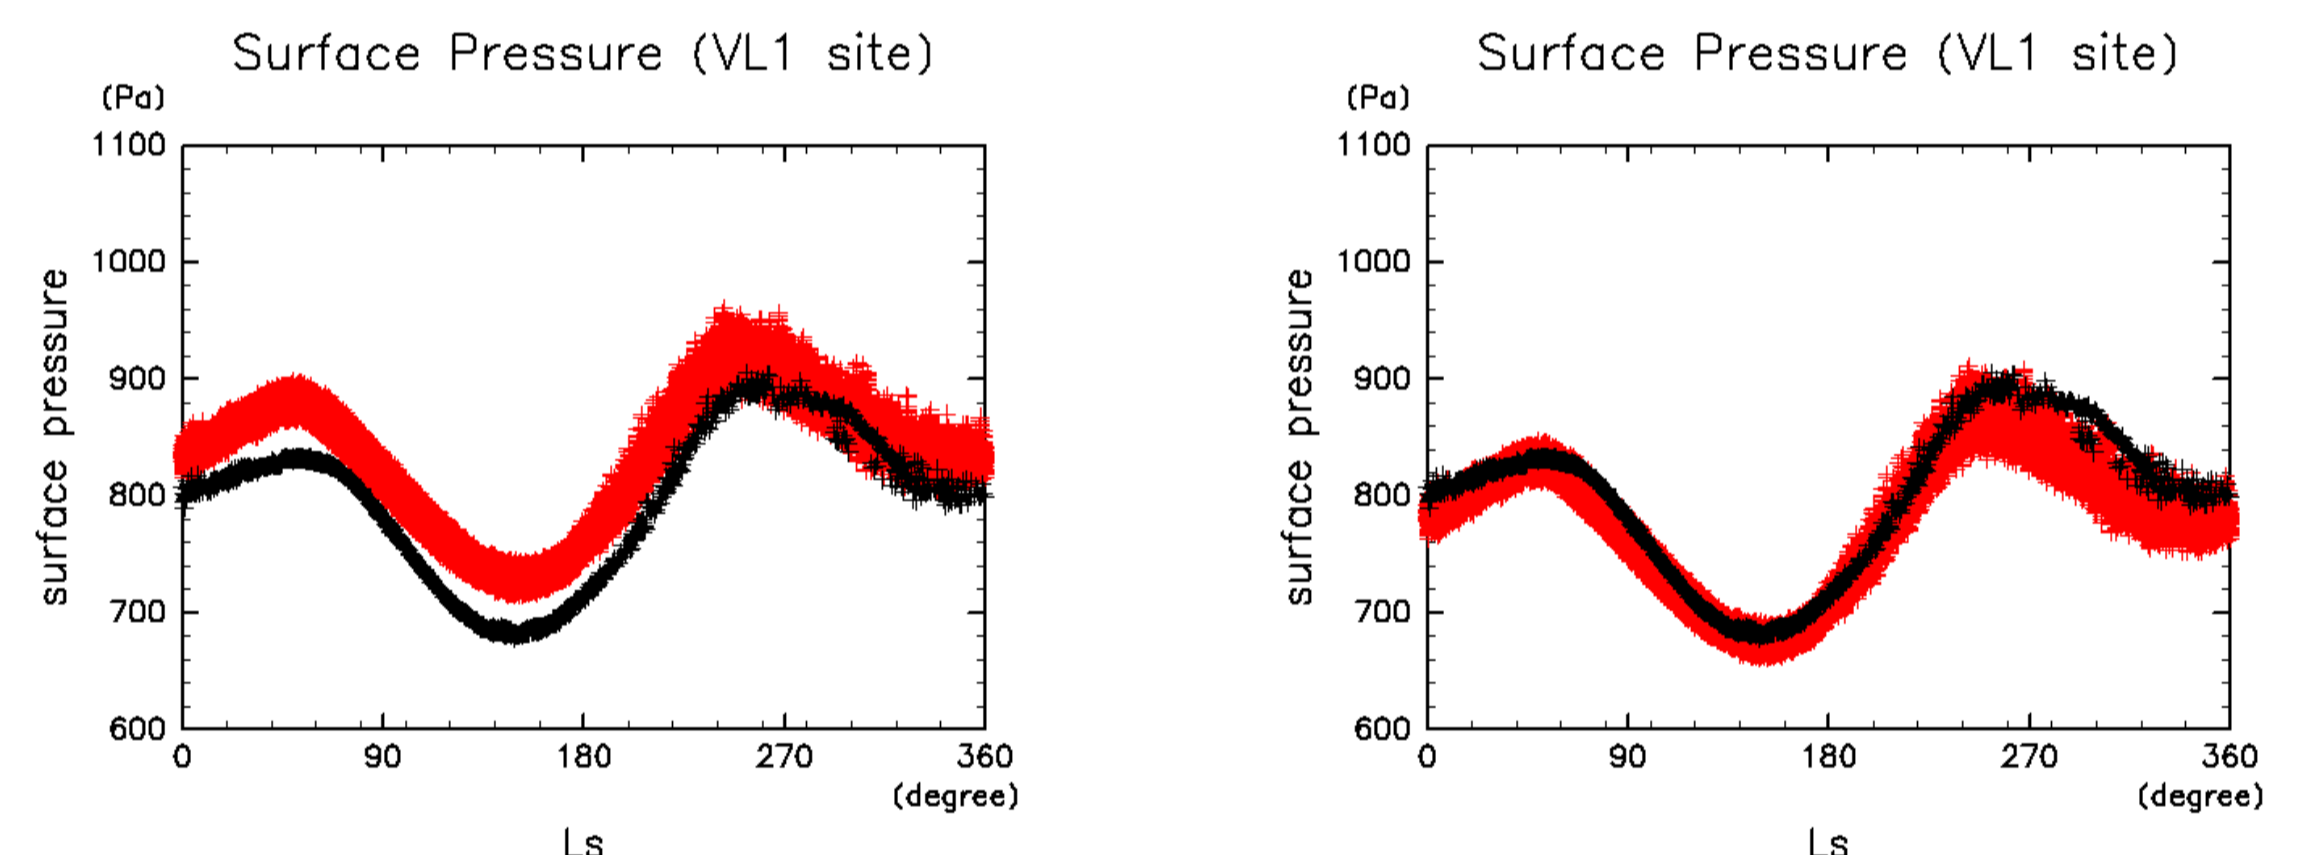 Surface Pressure (VL1 site)
(Pa)
1100
1000
900
800
700
600
surface pressure
0 90 180 270 360
(degree)
Ls
Surface Pressure (VL1 site)
(Pa)
1100
1000
900
800
700
600
surface pressure
0 90 180 270 360
(degree)
Ls